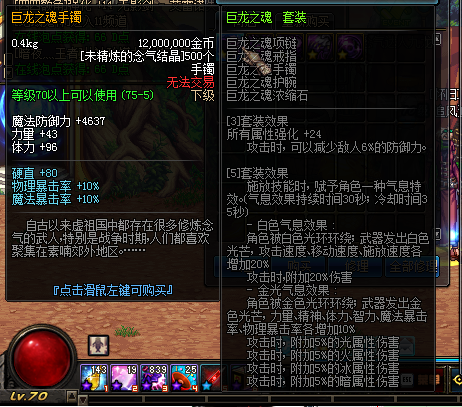 巨龙之魂手镯
0.4kg 12,000,000金币
[未精炼的念气结晶]500个
手镯
无法交易
等级70以上可以使用 (75-5) 下级
魔法防御力 +4637
力量 +43
体力 +96
硬直 +80
物理暴击率 +10%
魔法暴击率 +10%
自古以来虚祖国中都存在很多修炼念
气的武人,特别是战争时期,人们都喜欢
聚集在素喃郊外地区。……
『点击滑鼠左键可购买』
巨龙之魂 套装
巨龙之魂项链
巨龙之魂戒指
巨龙之魂手镯
巨龙之魂护腕
巨龙之魂浓缩石
[3]套装效果
所有属性强化 +24
攻击时,可以减少敌人6%的防御力。
[5]套装效果
施放技能时,赋予角色一种气息特
效。(气息效果持续时间30秒;冷却时间3
5秒)
- 白色气息效果:
角色被白色光环环绕;武器发出白色
光芒,攻击速度、移动速度、施放速度各
增加20%
攻击时,附加20%伤害
- 金光气息效果:
角色被金色光环环绕;武器发出金
光芒,力量、精神、体力、智力、魔法暴击
率、物理暴击率各增加10%
攻击时,附加5%的光属性伤害
攻击时,附加5%的火属性伤害
攻击时,附加5%的冰属性伤害
攻击时,附加5%的暗属性伤害
143 19 839 25
Lv.70